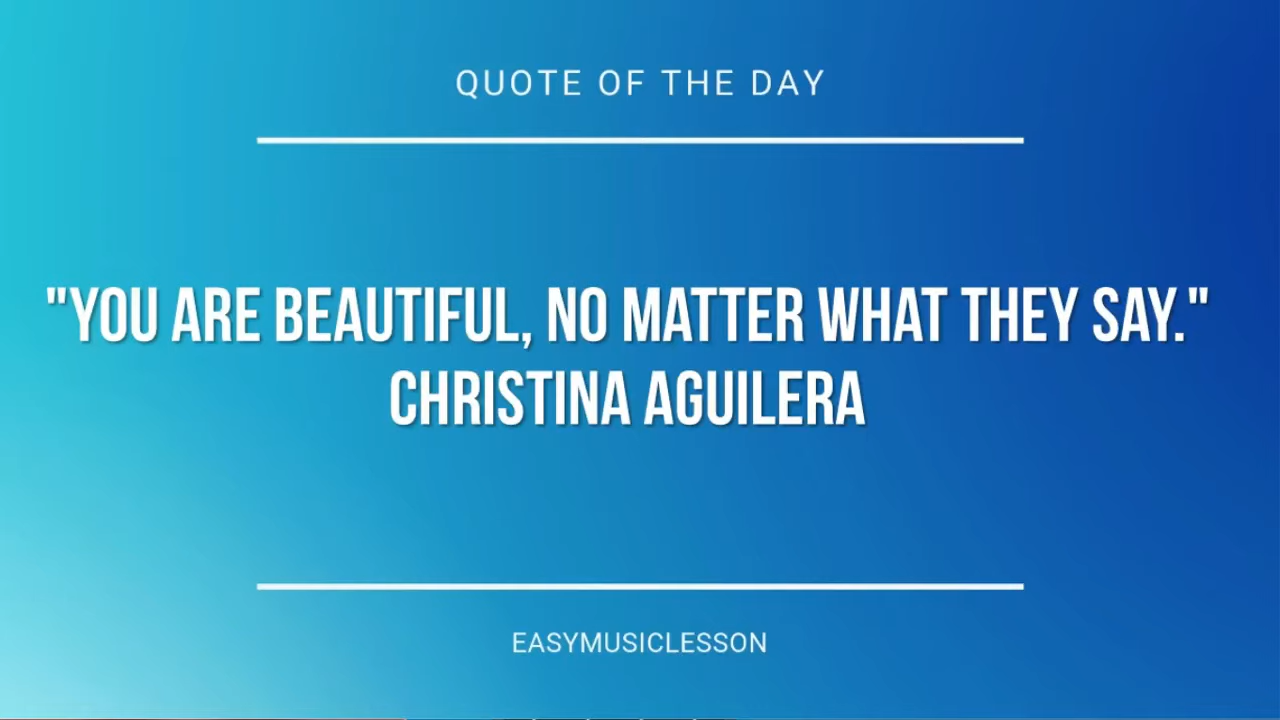 QUOTE OF THE DAY
"YOU ARE BEAUTIFUL, NO MATTER WHAT THEY SAY."
CHRISTINA AGUILERA
EASYMUSICLESSON